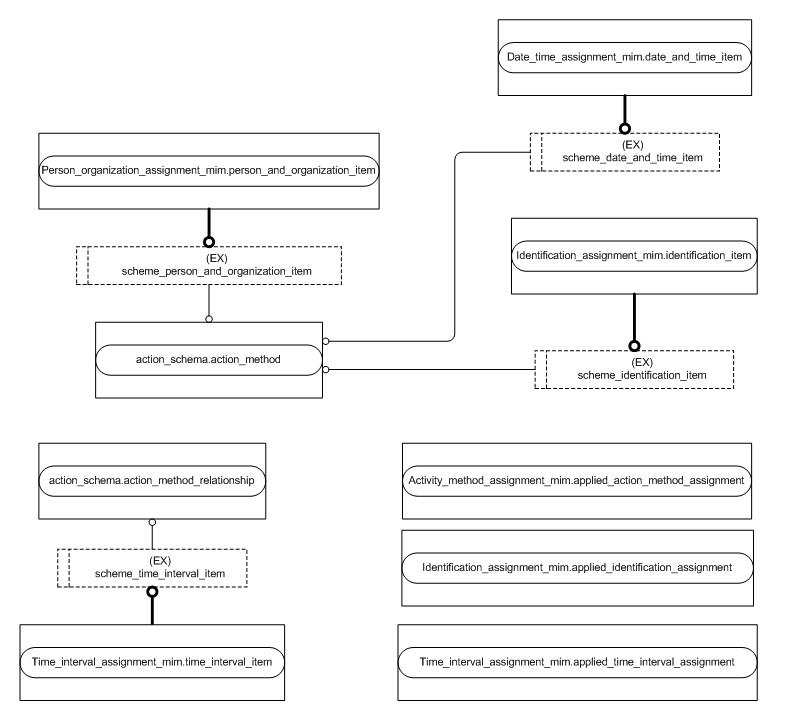 Date_time_assignment_mim.date_and_time_item
(EX)
scheme_date_and_time_item
Person_organization_assignment_mim.person_and_organization_item
(EX)
scheme_person_and_organization_item
Identification_assignment_mim.identification_item
(EX)
scheme_identification_item
action_schema.action_method
action_schema.action_method_relationship
(EX)
scheme_time_interval_item
Time_interval_assignment_mim.time_interval_item
Activity_method_assignment_mim.applied_action_method_assignment
Identification_assignment_mim.applied_identification_assignment
Time_interval_assignment_mim.applied_time_interval_assignment